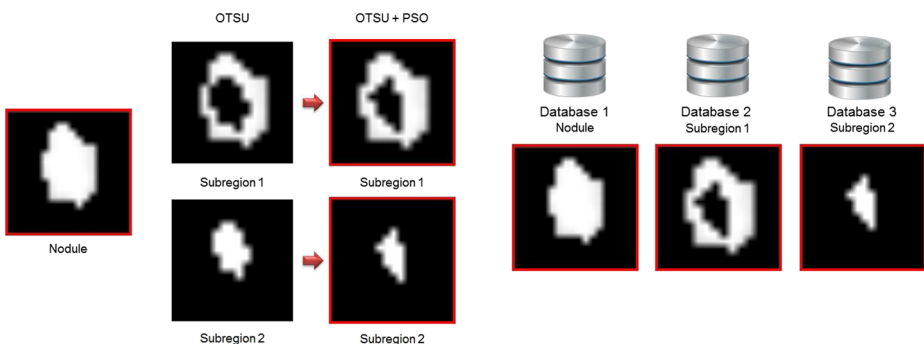 OTSU
OTSU + PSO
Nodule
Subregion 1
Subregion 1
Subregion 2
Subregion 2
Database 1
Nodule
Database 2
Subregion 1
Database 3
Subregion 2